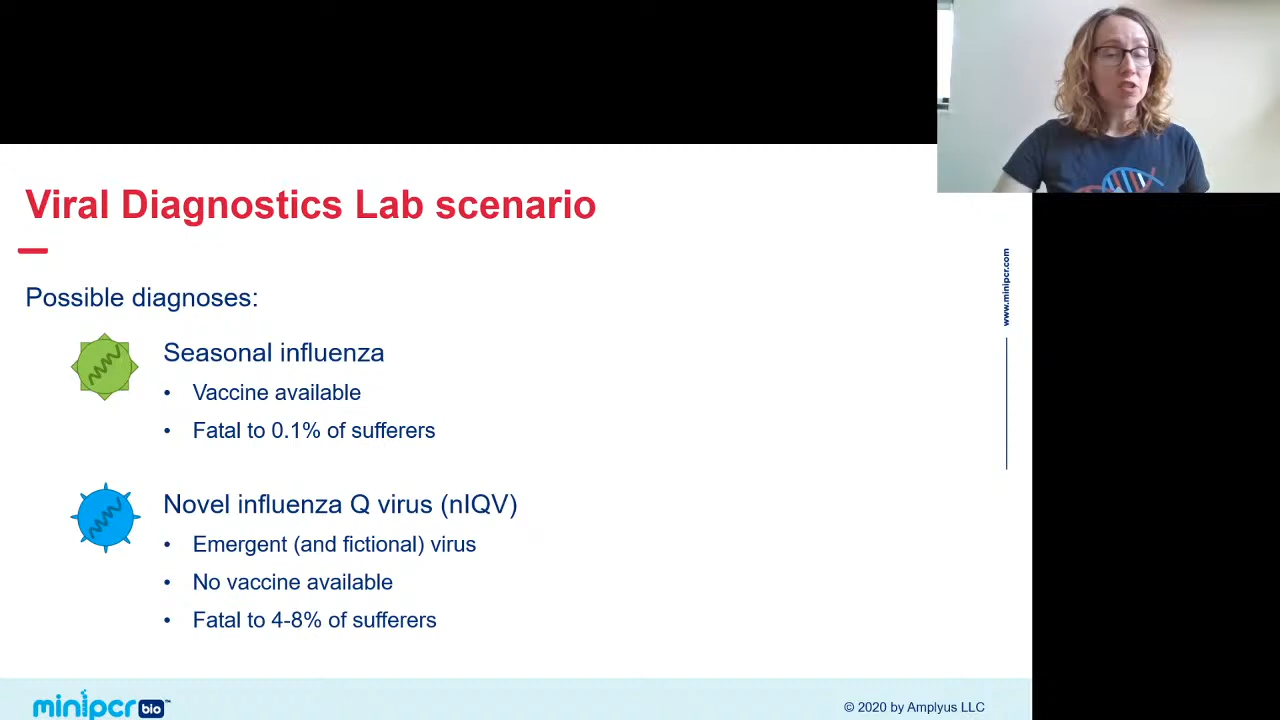 Viral Diagnostics Lab scenario
Possible diagnoses:
Seasonal influenza
• Vaccine available
• Fatal to 0.1% of sufferers
Novel influenza Q virus (nIQV)
• Emergent (and fictional) virus
• No vaccine available
• Fatal to 4-8% of sufferers
www.minipcr.com
minipcr bio™
© 2020 by Amplyus LLC